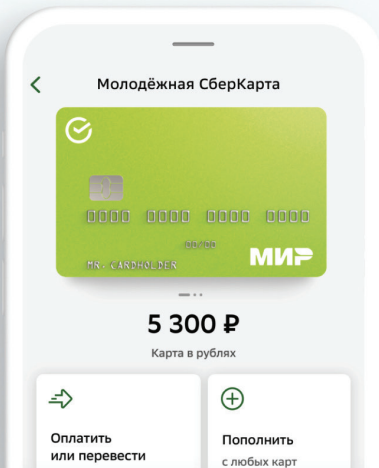 Молодёжная СберКарта
0000 0000 0000 0000
00/00
MR. CARDHOLDER
МИР
5 300 ₽
Карта в рублях
Оплатить
или перевести
Пополнить
с любых карт